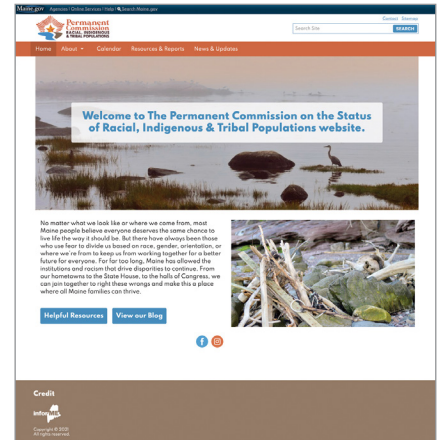 Maine.gov Agencies | Online Services | Help | Search Maine.gov
Contact Sitemap
Permanent
Commission
RACIAL, INDIGENOUS
& TRIBAL POPULATIONS
Search Site SEARCH
Home About Calendar Resources & Reports News & Updates
Welcome to The Permanent Commission on the Status
of Racial, Indigenous & Tribal Populations website.
No matter what we look like or where we come from, most
Maine people believe everyone deserves the same chance to
live life the way it should be. But there have always been those
who use fear to divide us based on race, gender, orientation, or
where we're from to keep us from working together for a better
future for everyone. For far too long, Maine has allowed the
institutions and racism that drive disparities to continue. From
our hometowns to the State House, to the halls of Congress, we
can join together to right these wrongs and make this a place
where all Maine families can thrive.
Helpful Resources View our Blog
Credit
InforME
Copyright © 2021
All rights reserved.